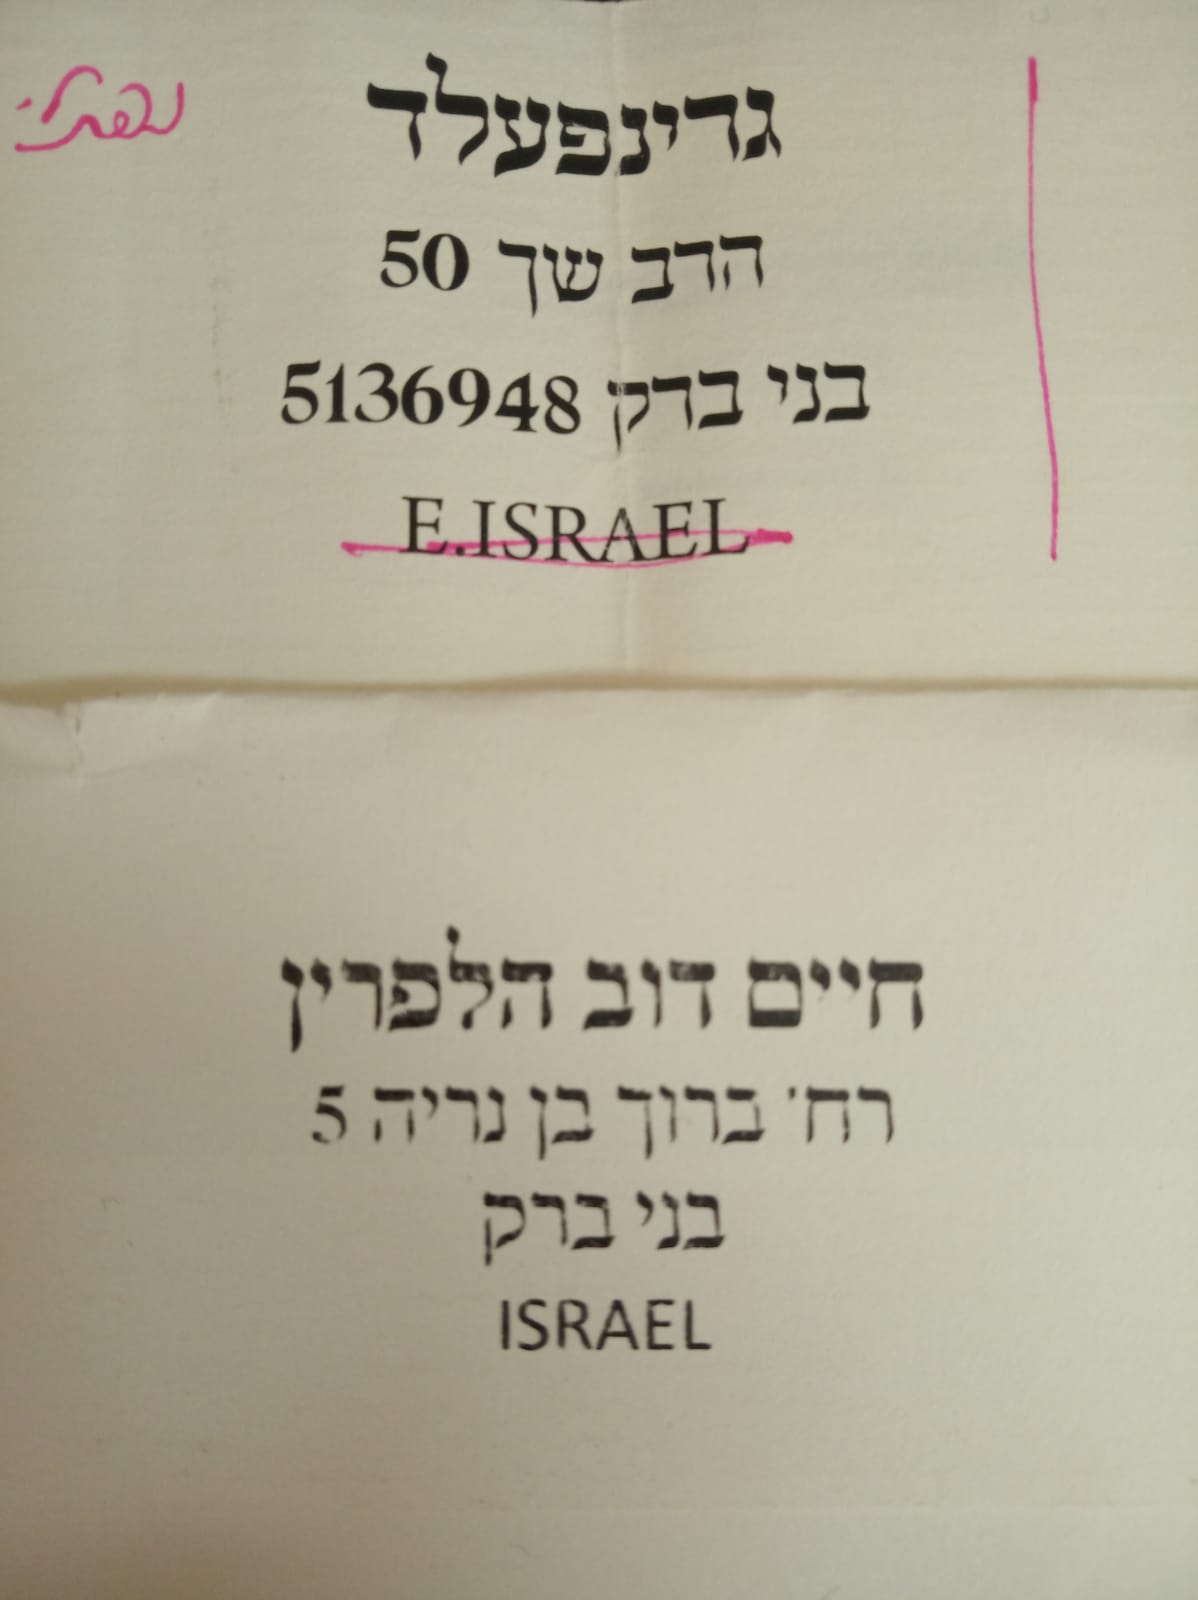 נפתלי
גרינפעלד
הרב שך 50
בני ברק 5136948
E.ISRAEL
חיים דוב הלפרין
רח' ברוך בן נריה 5
בני ברק
ISRAEL